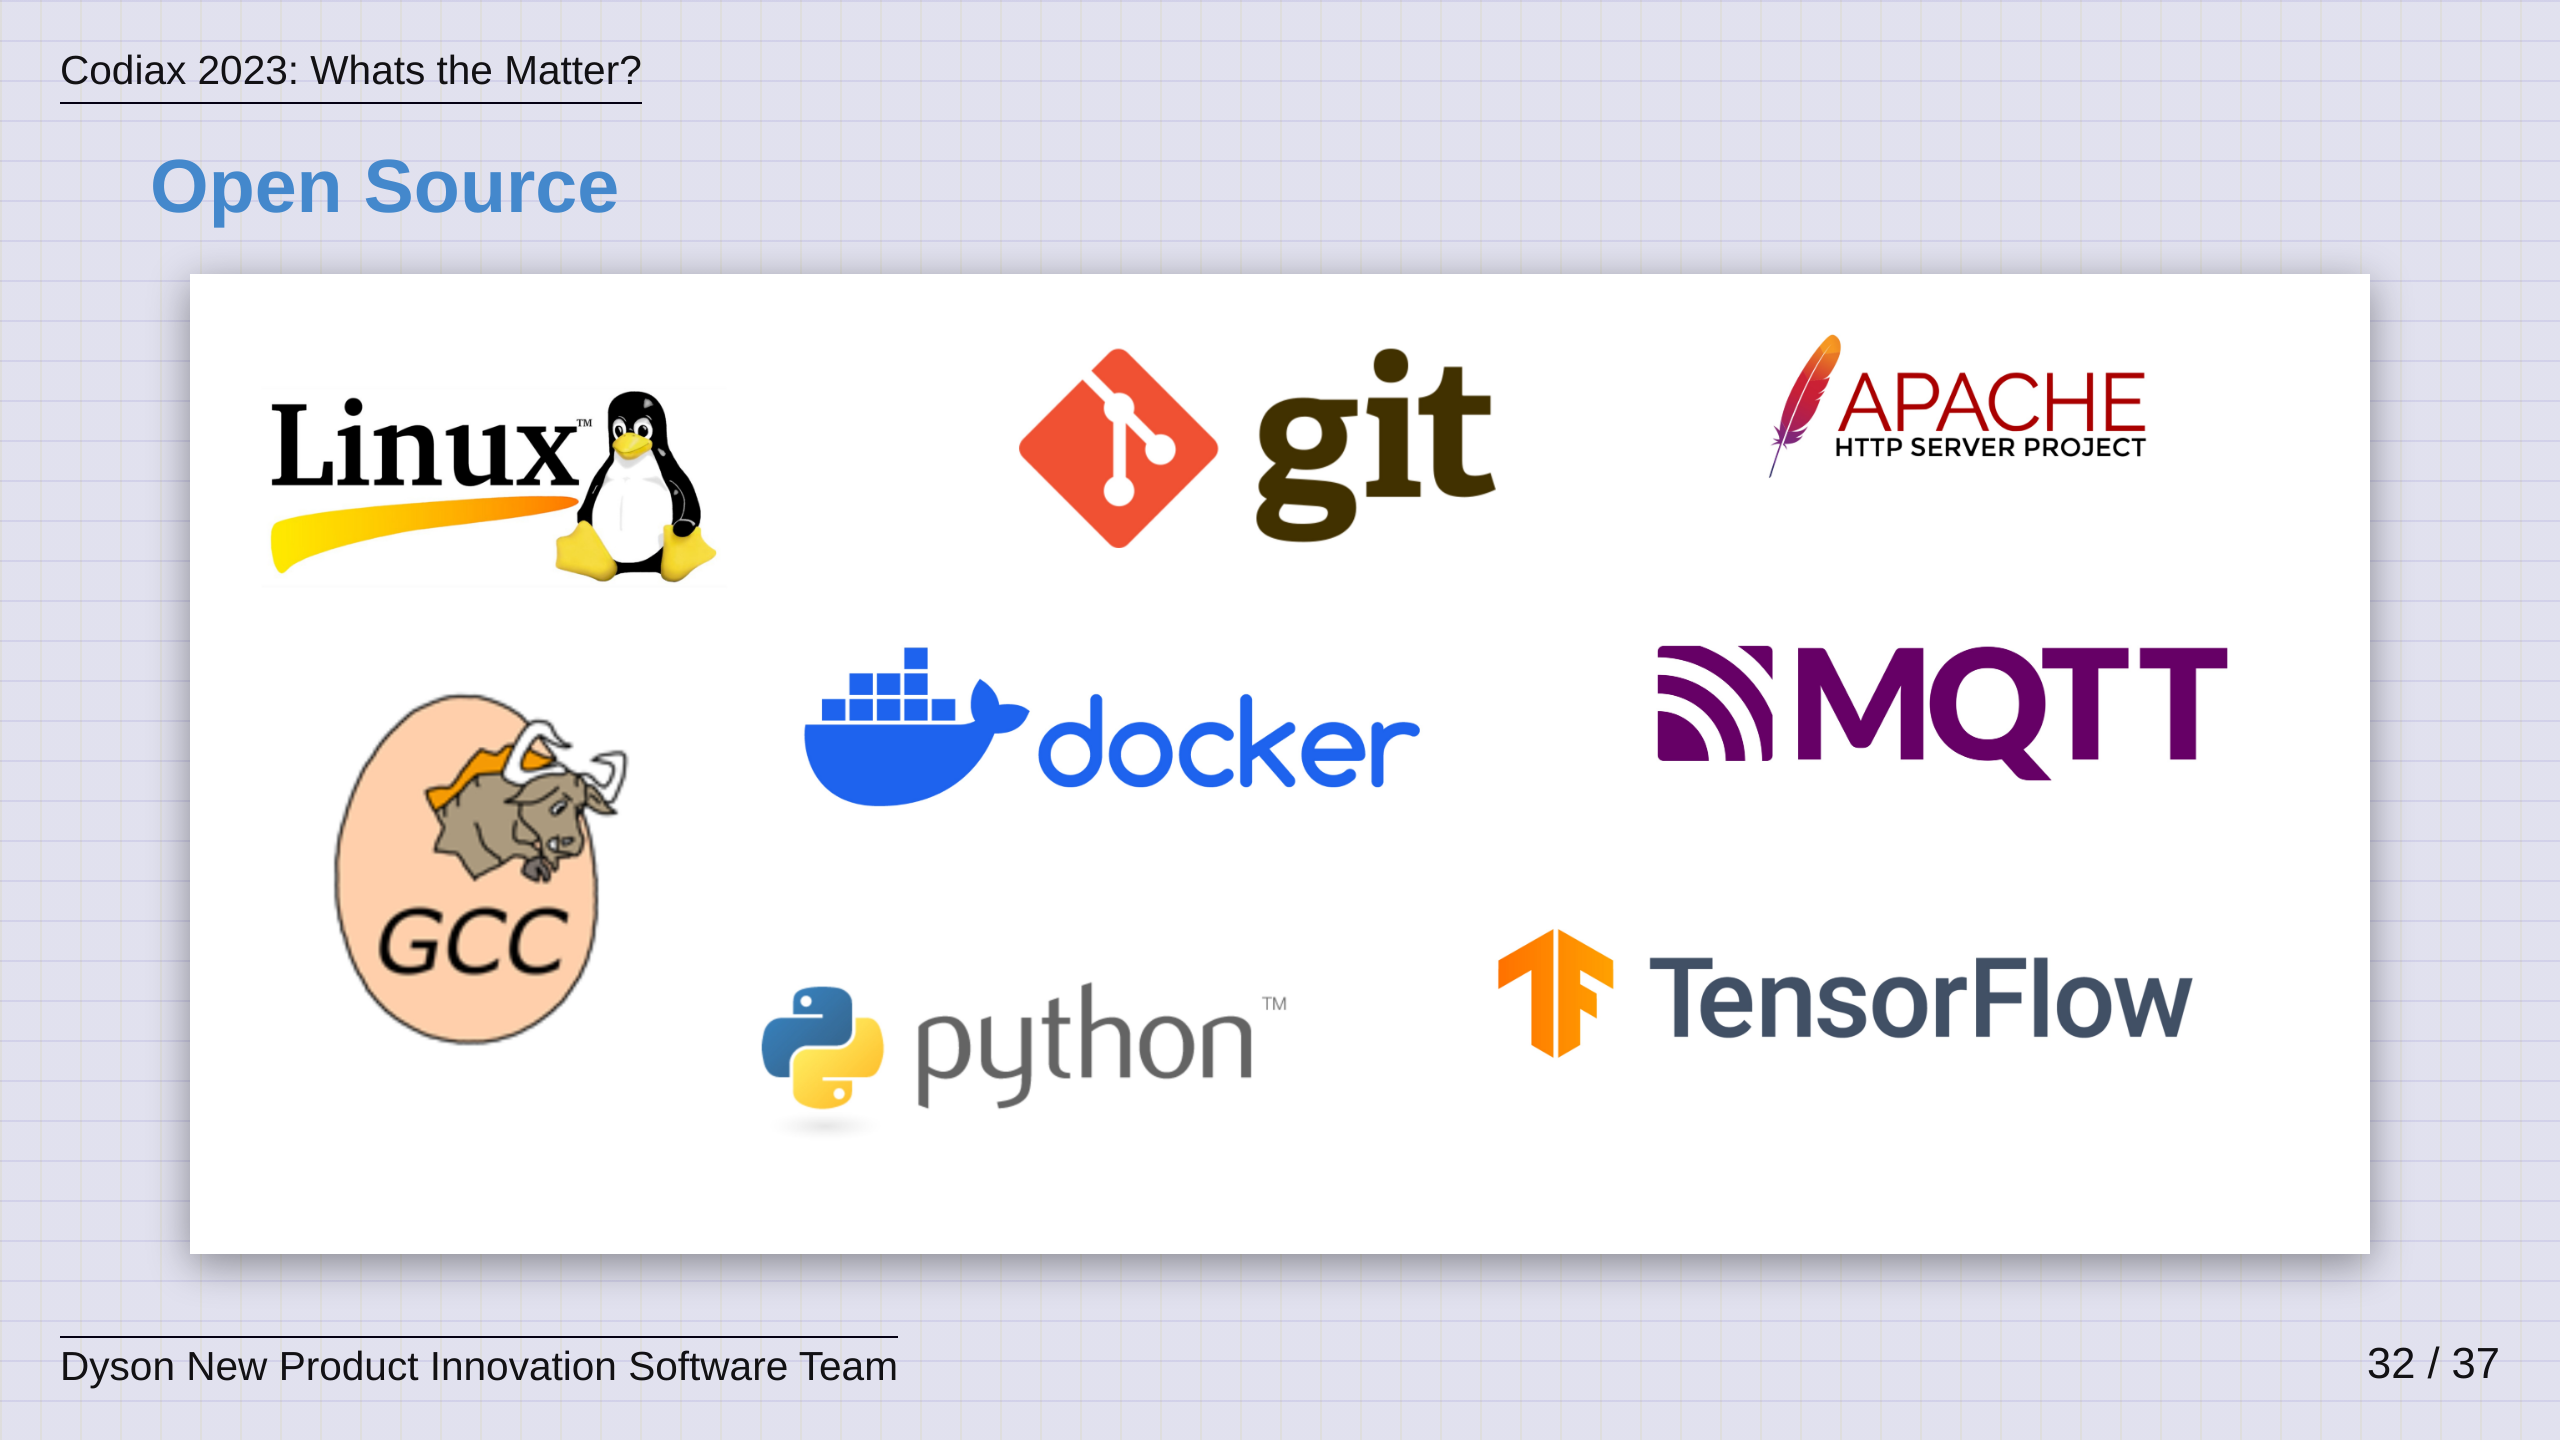 Codiax 2023: Whats the Matter?
Open Source
Linux™
git
APACHE
HTTP SERVER PROJECT
docker
MQTT
GCC
python™
TensorFlow
Dyson New Product Innovation Software Team
32 / 37